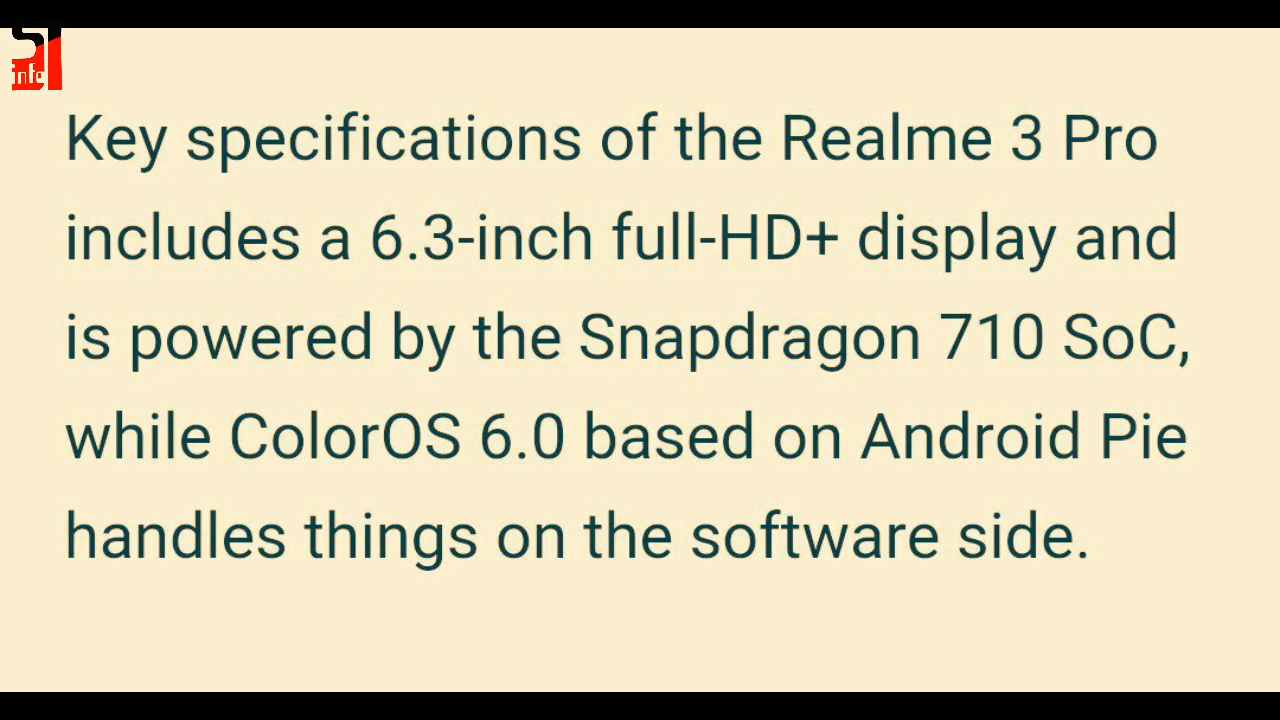 info
Key specifications of the Realme 3 Pro
includes a 6.3-inch full-HD+ display and
is powered by the Snapdragon 710 SoC,
while ColorOS 6.0 based on Android Pie
handles things on the software side.